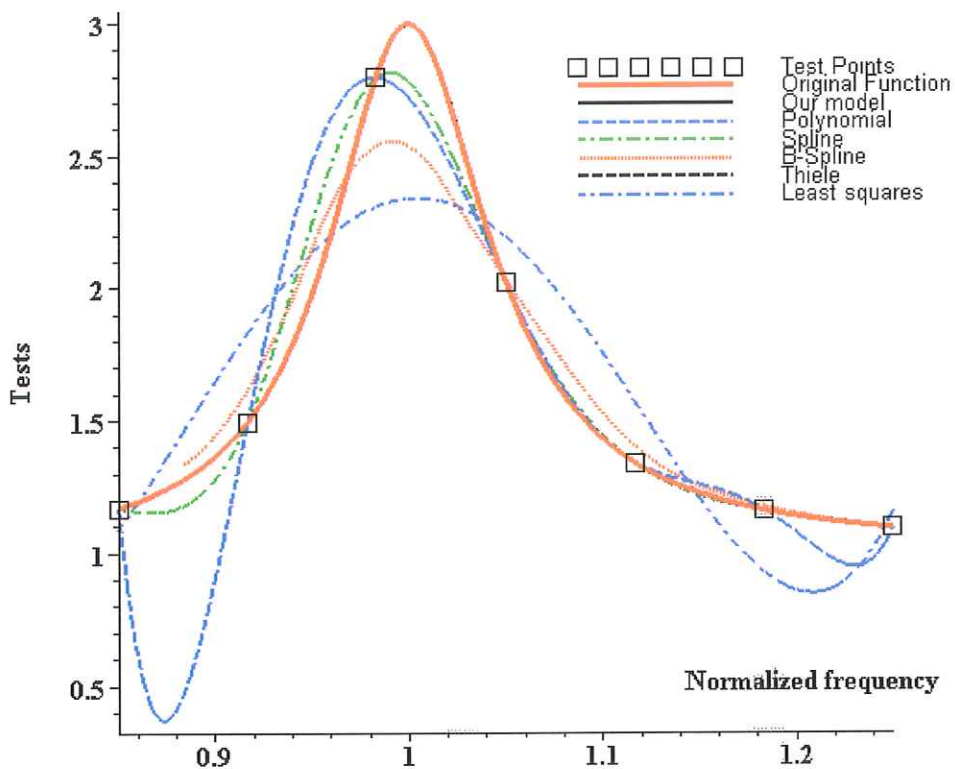 3
2.5
2
1.5
1
0.5
Tests
0.9
1
1.1
1.2
Normalized frequency
Test Points
Original Function
Our model
Polynomial
Spline
B-Spline
Thiele
Least squares